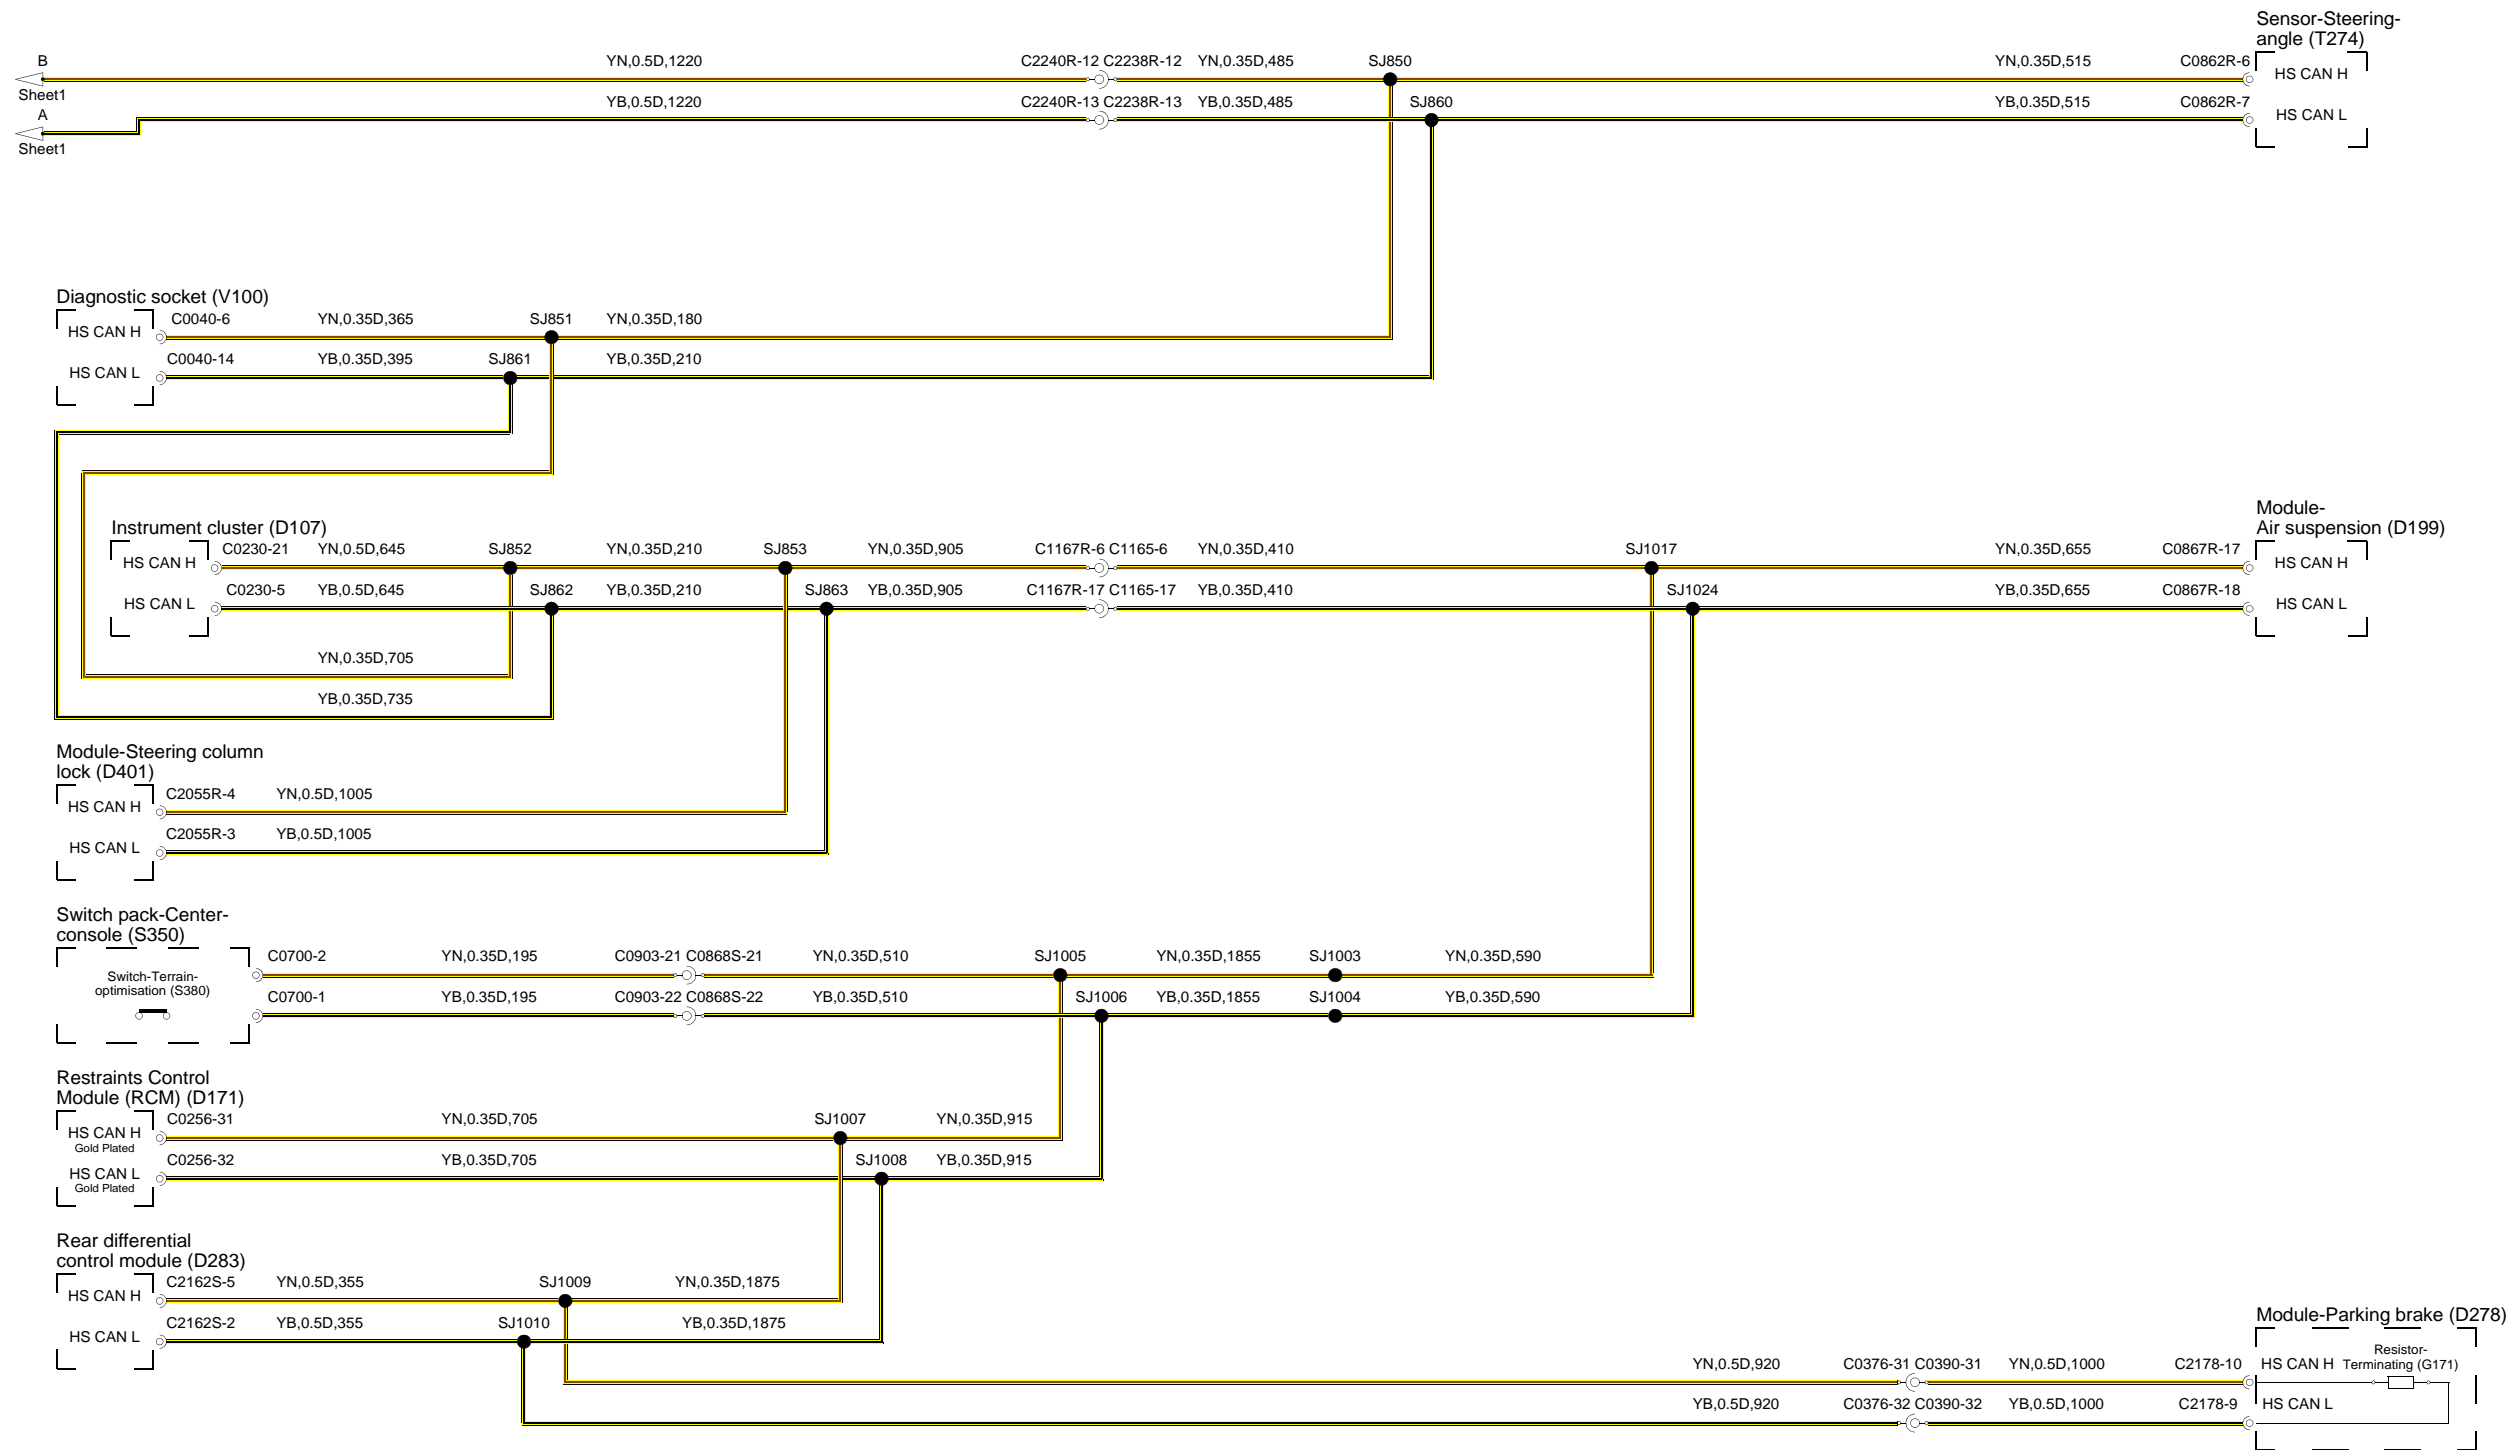 Sensor-Steering-
angle (T274)
B
YN,0.5D,1220
C2240R-12 C2238R-12
YN,0.35D,485
SJ850
YN,0.35D,515
C0862R-6
HS CAN H
Sheet1
A
YB,0.5D,1220
C2240R-13 C2238R-13
YB,0.35D,485
SJ860
YB,0.35D,515
C0862R-7
HS CAN L
Sheet1
Diagnostic socket (V100)
HS CAN H
C0040-6
YN,0.35D,365
SJ851
YN,0.35D,180
HS CAN L
C0040-14
YB,0.35D,395
SJ861
YB,0.35D,210
Instrument cluster (D107)
Module-
Air suspension (D199)
HS CAN H
C0230-21
YN,0.5D,645
SJ852
YN,0.35D,210
SJ853
YN,0.35D,905
C1167R-6 C1165-6
YN,0.35D,410
SJ1017
YN,0.35D,655
C0867R-17
HS CAN H
HS CAN L
C0230-5
YB,0.5D,645
SJ862
YB,0.35D,210
SJ863
YB,0.35D,905
C1167R-17 C1165-17
YB,0.35D,410
SJ1024
YB,0.35D,655
C0867R-18
HS CAN L
YN,0.35D,705
YB,0.35D,735
Module-Steering column
lock (D401)
HS CAN H
C2055R-4
YN,0.5D,1005
HS CAN L
C2055R-3
YB,0.5D,1005
Switch pack-Center-
console (S350)
Switch-Terrain-
optimisation (S380)
C0700-2
YN,0.35D,195
C0903-21 C0868S-21
YN,0.35D,510
SJ1005
YN,0.35D,1855
SJ1003
YN,0.35D,590
C0700-1
YB,0.35D,195
C0903-22 C0868S-22
YB,0.35D,510
SJ1006
YB,0.35D,1855
SJ1004
YB,0.35D,590
Restraints Control
Module (RCM) (D171)
HS CAN H
Gold Plated
C0256-31
YN,0.35D,705
SJ1007
YN,0.35D,915
HS CAN L
Gold Plated
C0256-32
YB,0.35D,705
SJ1008
YB,0.35D,915
Rear differential
control module (D283)
HS CAN H
C2162S-5
YN,0.5D,355
SJ1009
YN,0.35D,1875
HS CAN L
C2162S-2
YB,0.5D,355
SJ1010
YB,0.35D,1875
Module-Parking brake (D278)
YN,0.5D,920
C0376-31 C0390-31
YN,0.5D,1000
C2178-10
HS CAN H
Resistor-
Terminating (G171)
YB,0.5D,920
C0376-32 C0390-32
YB,0.5D,1000
C2178-9
HS CAN L